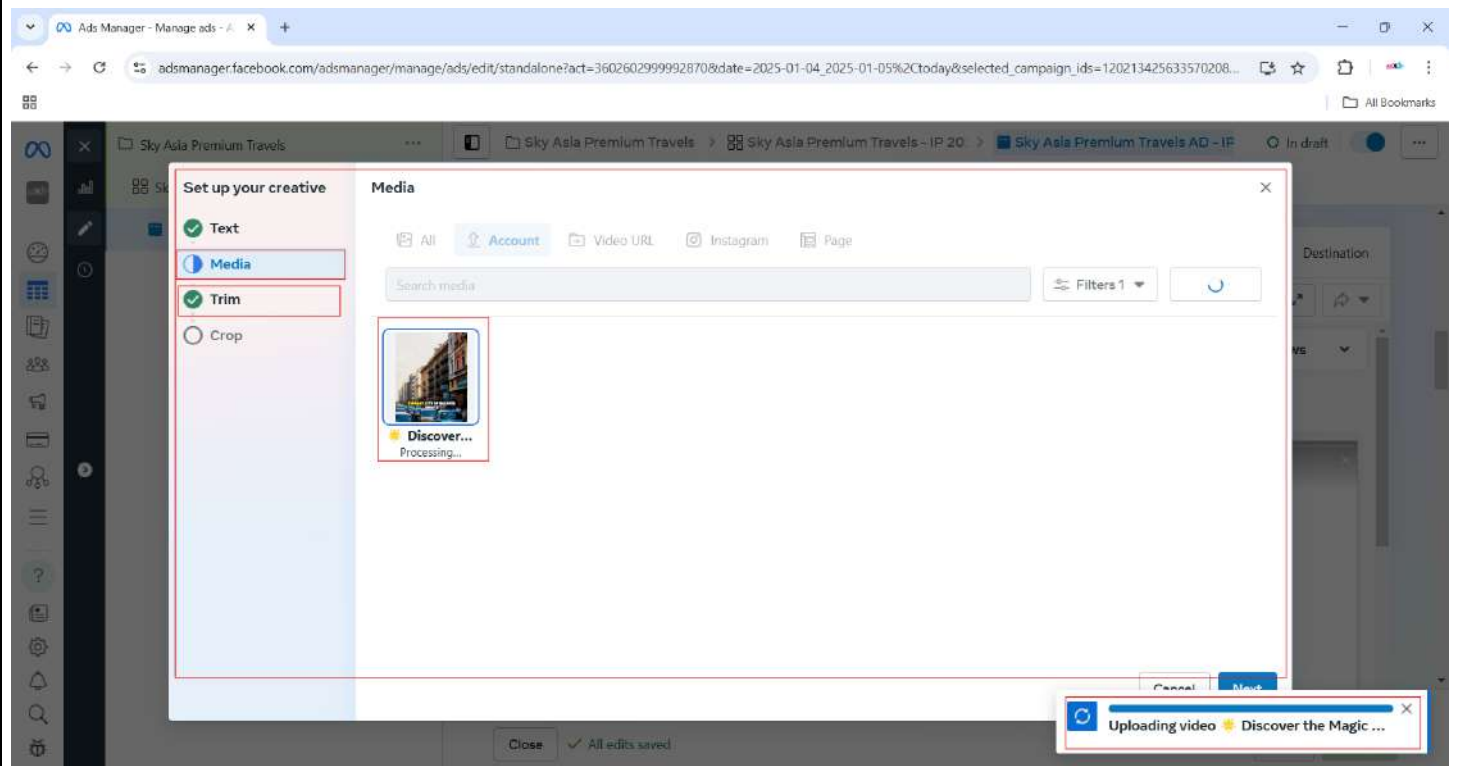 Ads Manager - Manage ads - A
adsmanager.facebook.com/adsmanager/manage/ads/edit/standalone?act=3602602999992870&date=2025-01-04_2025-01-05%2Ctoday&selected_campaign_ids=120213425633570208...
All Bookmarks
Sky Asia Premium Travels
Sky Asia Premium Travels > Sky Asia Premium Travels - IP 20 > Sky Asia Premium Travels AD - IP
In draft
Sk
Set up your creative
Text
Media
Trim
Crop
Media
All Account Video URL Instagram Page
Search media
Filters 1
Discover...
Processing...
Destination
ws
Cancel Next
Uploading video ☀️ Discover the Magic ...
Close ✓ All edits saved